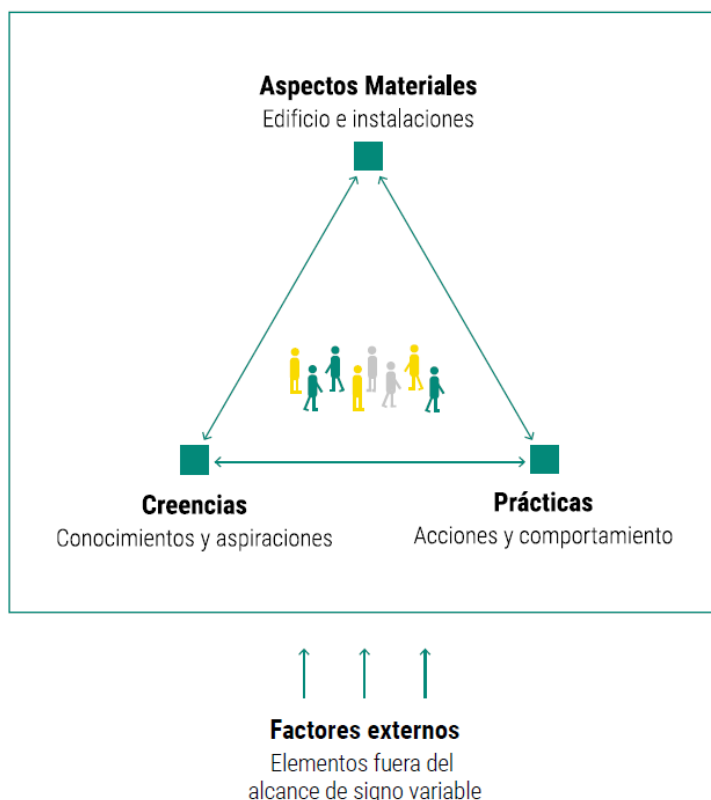 Aspectos Materiales
Edificio e instalaciones
Creencias
Conocimientos y aspiraciones
Prácticas
Acciones y comportamiento
Factores externos
Elementos fuera del
alcance de signo variable